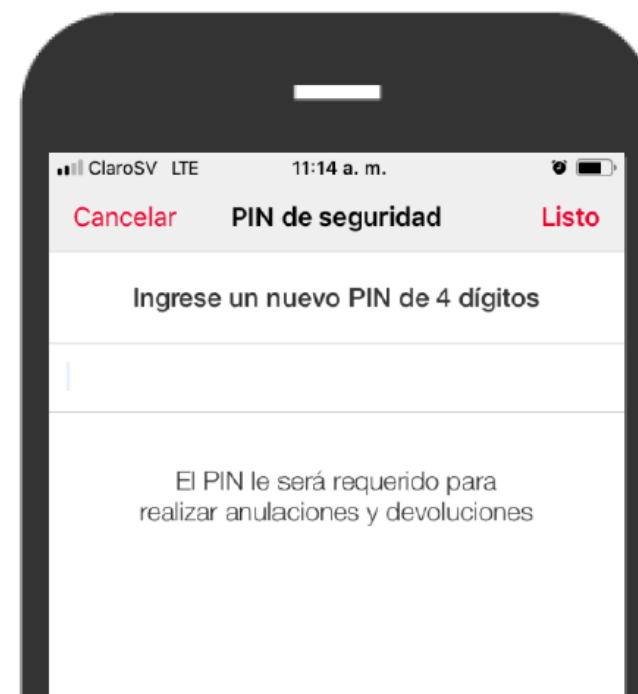 ClaroSV LTE 11:14 a. m.
Cancelar PIN de seguridad Listo
Ingrese un nuevo PIN de 4 dígitos
El PIN le será requerido para
realizar anulaciones y devoluciones